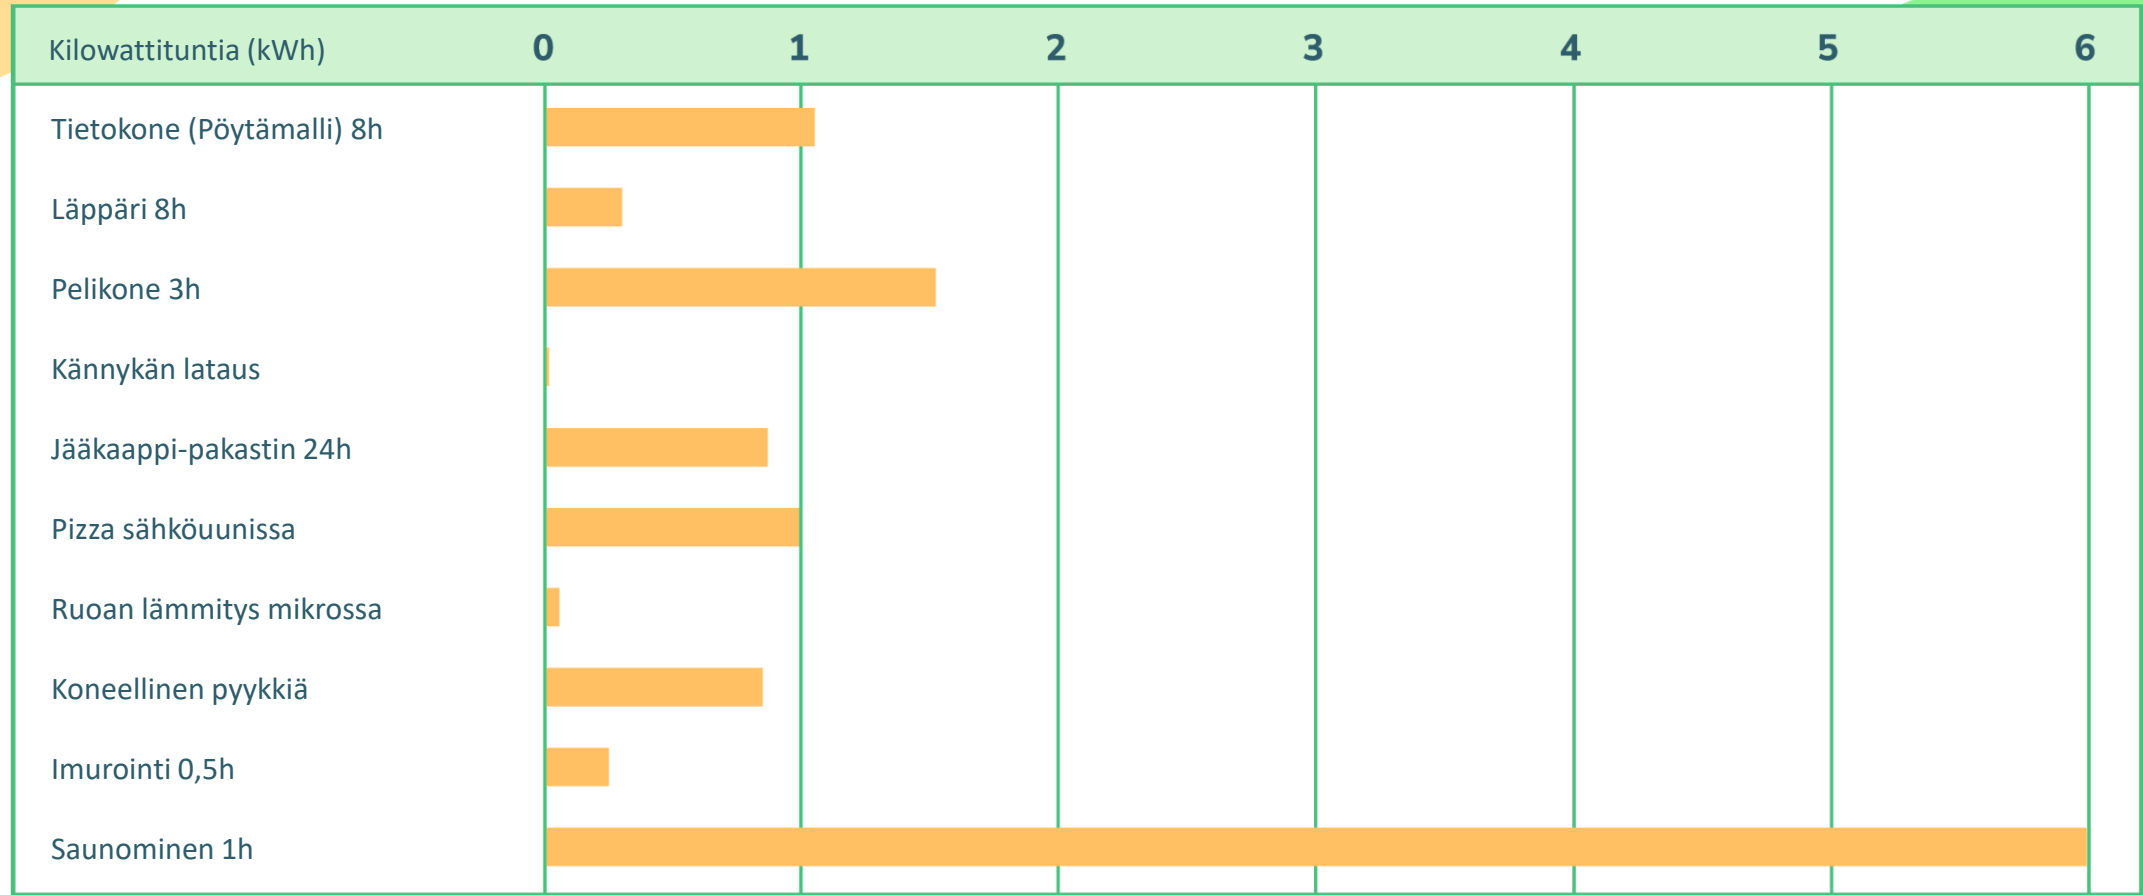 Kilowattituntia (kWh) 0 1 2 3 4 5 6
Tietokone (Pöytämalli) 8h
Läppäri 8h
Pelikone 3h
Kännykän lataus
Jääkaappi-pakastin 24h
Pizza sähköuunissa
Ruoan lämmitys mikrossa
Koneellinen pyykkiä
Imurointi 0,5h
Saunominen 1h